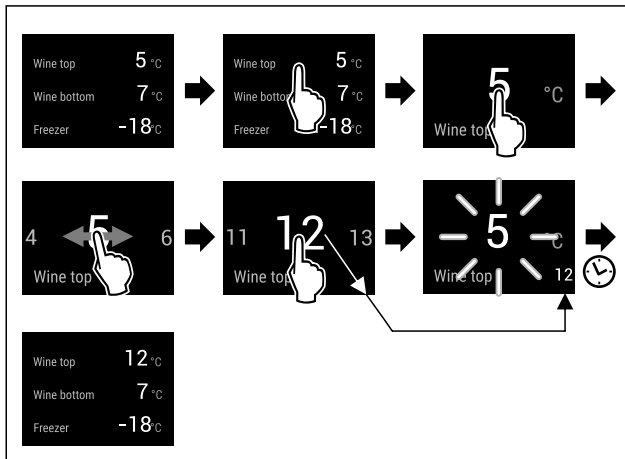 Wine top 5 °C
Wine bottom 7 °C
Freezer -18°C
Wine top 5 °C
Wine bottom 7 °C
Freezer -18°C
5 °C
Wine top
4 5 6
Wine top
11 12 13
Wine top
5 °C
Wine top 12
Wine top 12 °C
Wine bottom 7 °C
Freezer -18°C